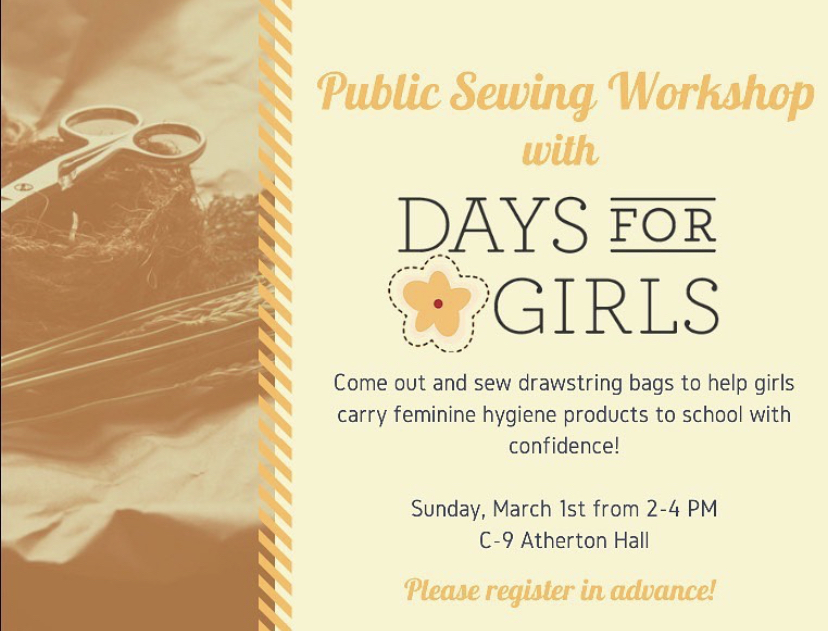 Public Sewing Workshop
with
DAYS FOR
GIRLS
Come out and sew drawstring bags to help girls
carry feminine hygiene products to school with
confidence!
Sunday, March 1st from 2-4 PM
C-9 Atherton Hall
Please register in advance!